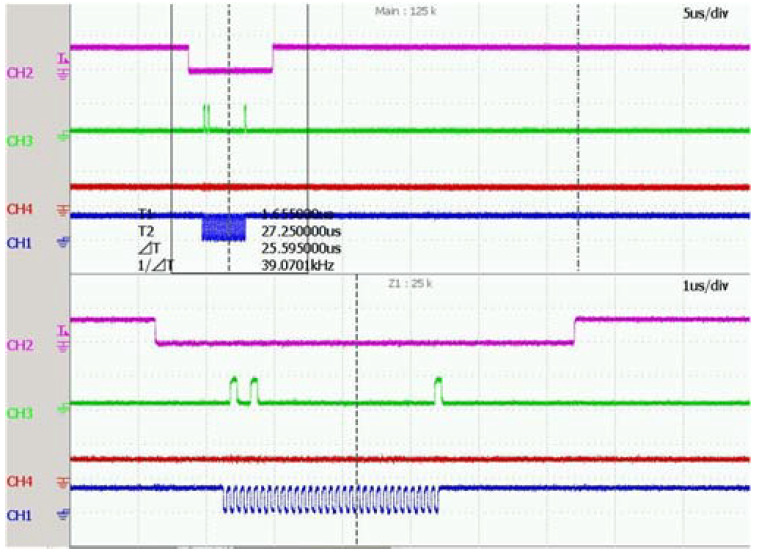 Main : 125 k
5us/div
CH2
CH3
CH4
CH1
T1 1.655000us
T2 27.250000us
⊿T 25.595000us
1/⊿T 39.0701kHz
Z1 : 25 k
1us/div
CH2
CH3
CH4
CH1